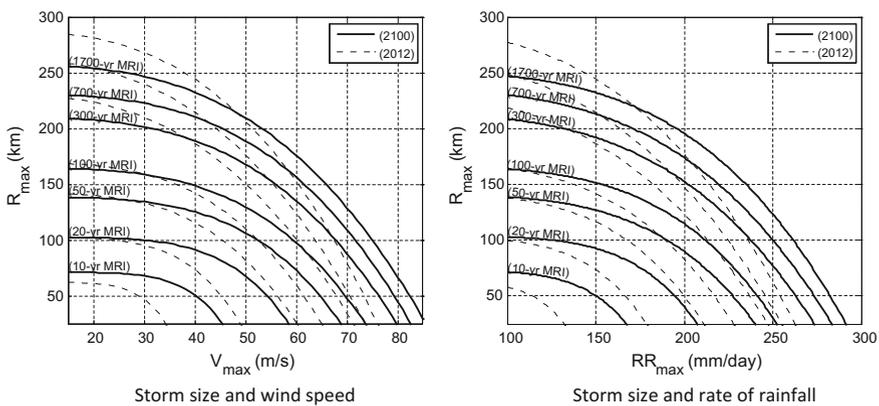 300
250
200
150
100
50
R_max (km)
20 30 40 50 60 70 80
V_max (m/s)
(2100)
(2012)
(1700-yr MRI)
(700-yr MRI)
(300-yr MRI)
(100-yr MRI)
(50-yr MRI)
(20-yr MRI)
(10-yr MRI)
Storm size and wind speed
300
250
200
150
100
50
R_max (km)
100 150 200 250 300
RR_max (mm/day)
(2100)
(2012)
(1700-yr MRI)
(700-yr MRI)
(300-yr MRI)
(100-yr MRI)
(50-yr MRI)
(20-yr MRI)
(10-yr MRI)
Storm size and rate of rainfall